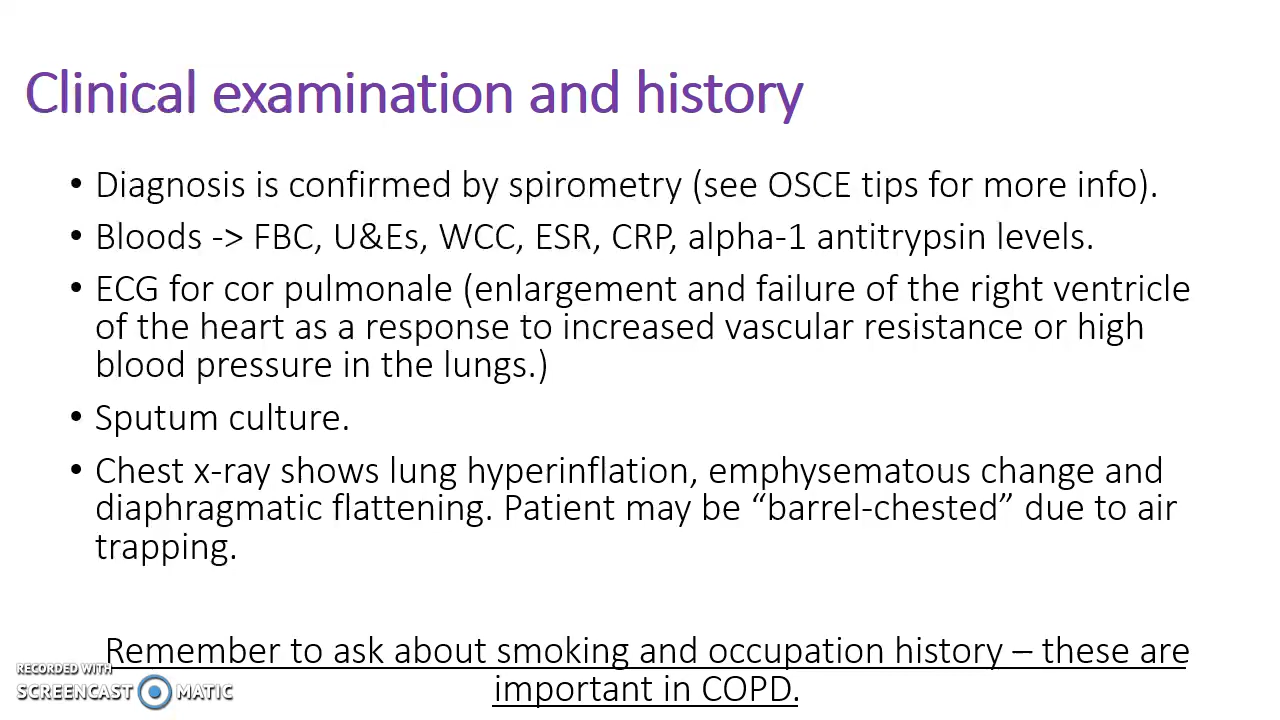 Clinical examination and history
• Diagnosis is confirmed by spirometry (see OSCE tips for more info).
• Bloods -> FBC, U&Es, WCC, ESR, CRP, alpha-1 antitrypsin levels.
• ECG for cor pulmonale (enlargement and failure of the right ventricle
of the heart as a response to increased vascular resistance or high
blood pressure in the lungs.)
• Sputum culture.
• Chest x-ray shows lung hyperinflation, emphysematous change and
diaphragmatic flattening. Patient may be “barrel-chested” due to air
trapping.
Remember to ask about smoking and occupation history – these are
important in COPD.
RECORDED WITH
SCREENCAST MATIC